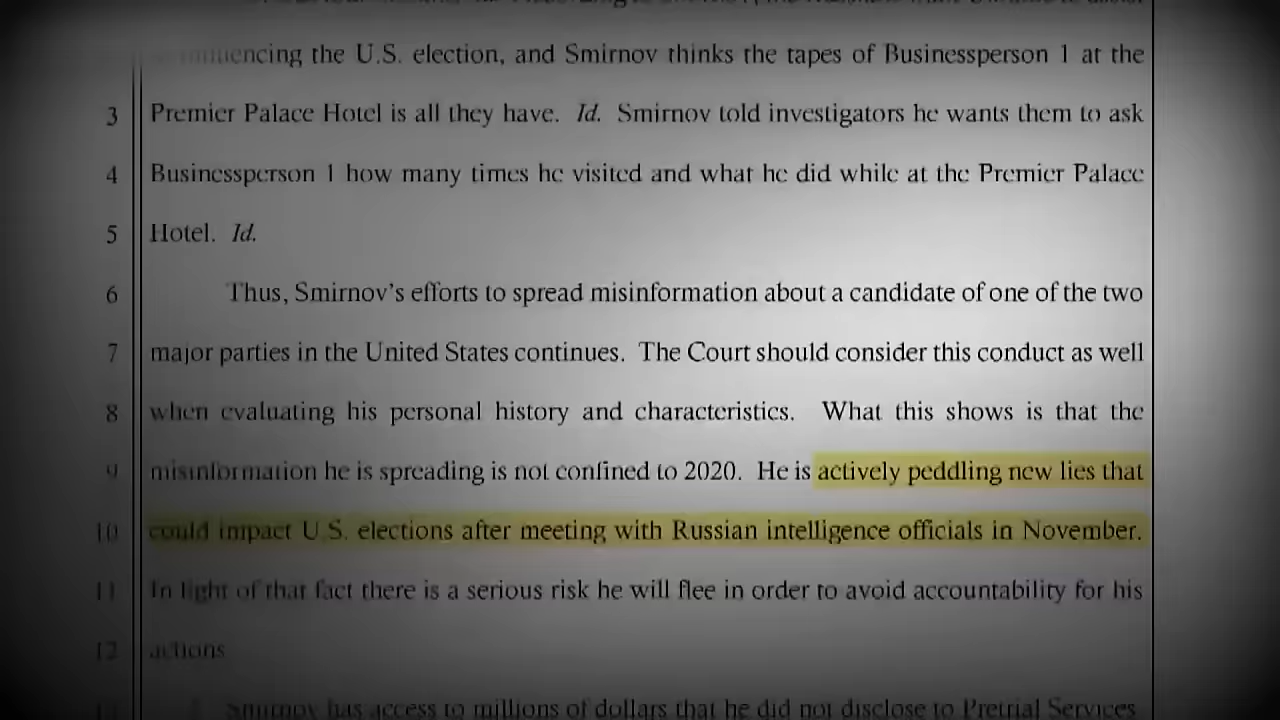 the U.S. election, and Smirnov thinks the tapes of Businessperson 1 at the
3 Premier Palace Hotel is all they have. Id. Smirnov told investigators he wants them to ask
4 Businessperson 1 how many times he visited and what he did while at the Premier Palace
5 Hotel. Id.
6 Thus, Smirnov's efforts to spread misinformation about a candidate of one of the two
7 major parties in the United States continues. The Court should consider this conduct as well
8 when evaluating his personal history and characteristics. What this shows is that the
9 misinformation he is spreading is not confined to 2020. He is actively peddling new lies that
10 could impact U.S. elections after meeting with Russian intelligence officials in November.
11 In light of that fact there is a serious risk he will flee in order to avoid accountability for his
12 actions
Smirnov has access to millions of dollars that he did not disclose to Pretrial Services